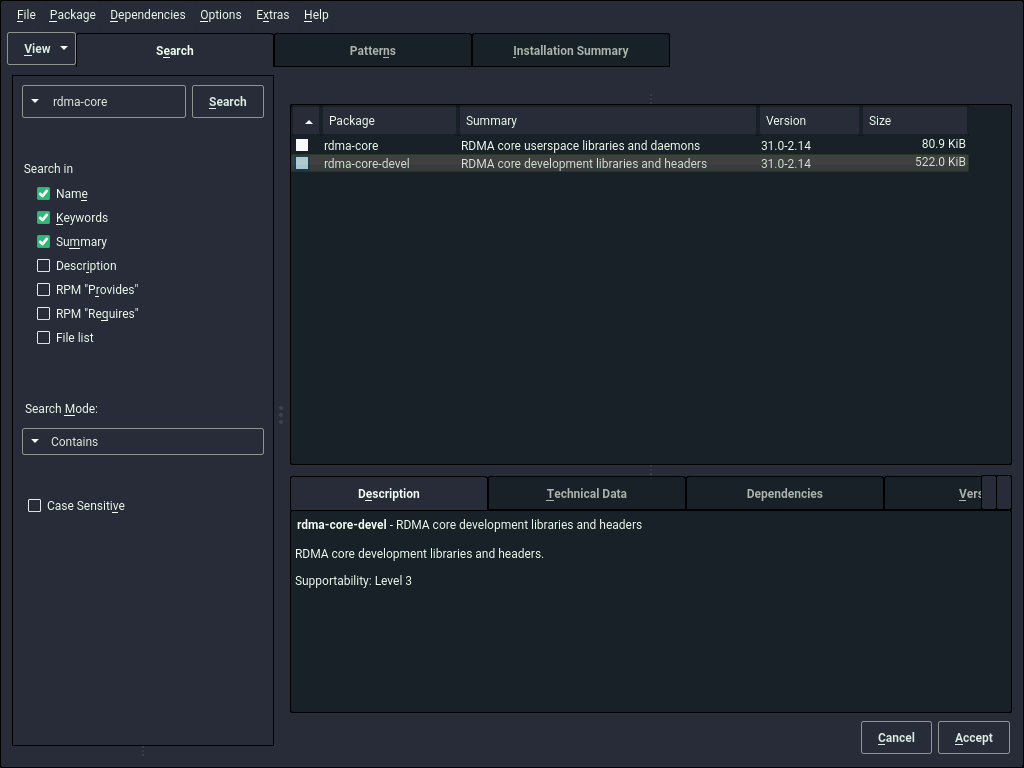 File Package Dependencies Options Extras Help
View Search Patterns Installation Summary
rdma-core Search
Search in
Name
Keywords
Summary
Description
RPM "Provides"
RPM "Requires"
File list
Search Mode:
Contains
Case Sensitive
Package Summary Version Size
rdma-core RDMA core userspace libraries and daemons 31.0-2.14 80.9 KiB
rdma-core-devel RDMA core development libraries and headers 31.0-2.14 522.0 KiB
Description Technical Data Dependencies Vers
rdma-core-devel - RDMA core development libraries and headers
RDMA core development libraries and headers.
Supportability: Level 3
Cancel Accept